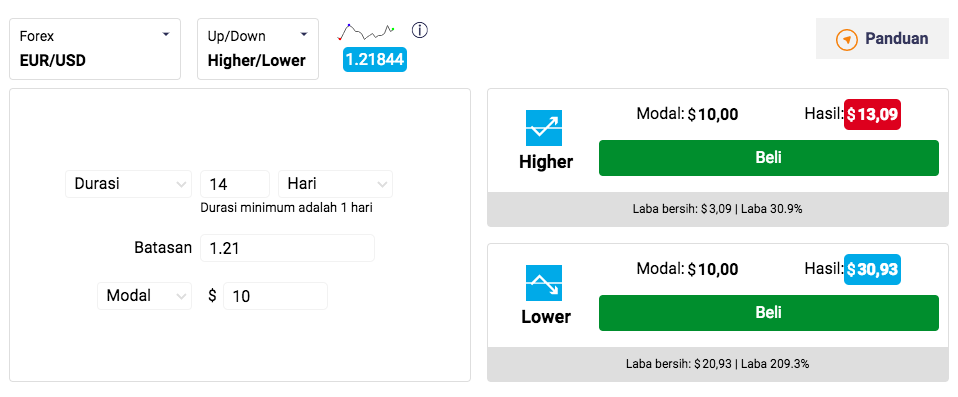 Forex
EUR/USD
Up/Down
Higher/Lower
1.21844
Panduan
Durasi 14 Hari
Durasi minimum adalah 1 hari
Batasan 1.21
Modal $ 10
Higher
Modal: $10,00 Hasil: $13,09
Beli
Laba bersih: $3,09 | Laba 30.9%
Lower
Modal: $10,00 Hasil: $30,93
Beli
Laba bersih: $20,93 | Laba 209.3%